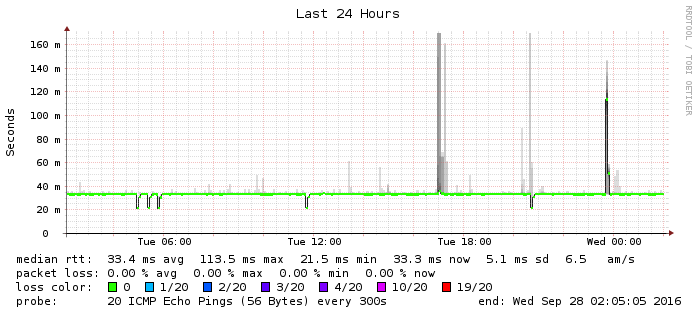 Last 24 Hours
RRDTOOL / TOBI OETIKER
Seconds
160 m
140 m
120 m
100 m
80 m
60 m
40 m
20 m
0
Tue 06:00 Tue 12:00 Tue 18:00 Wed 00:00
median rtt: 33.4 ms avg 113.5 ms max 21.5 ms min 33.3 ms now 5.1 ms sd 6.5 am/s
packet loss: 0.00 % avg 0.00 % max 0.00 % min 0.00 % now
loss color: 0 1/20 2/20 3/20 4/20 10/20 19/20
probe: 20 ICMP Echo Pings (56 Bytes) every 300s end: Wed Sep 28 02:05:05 2016